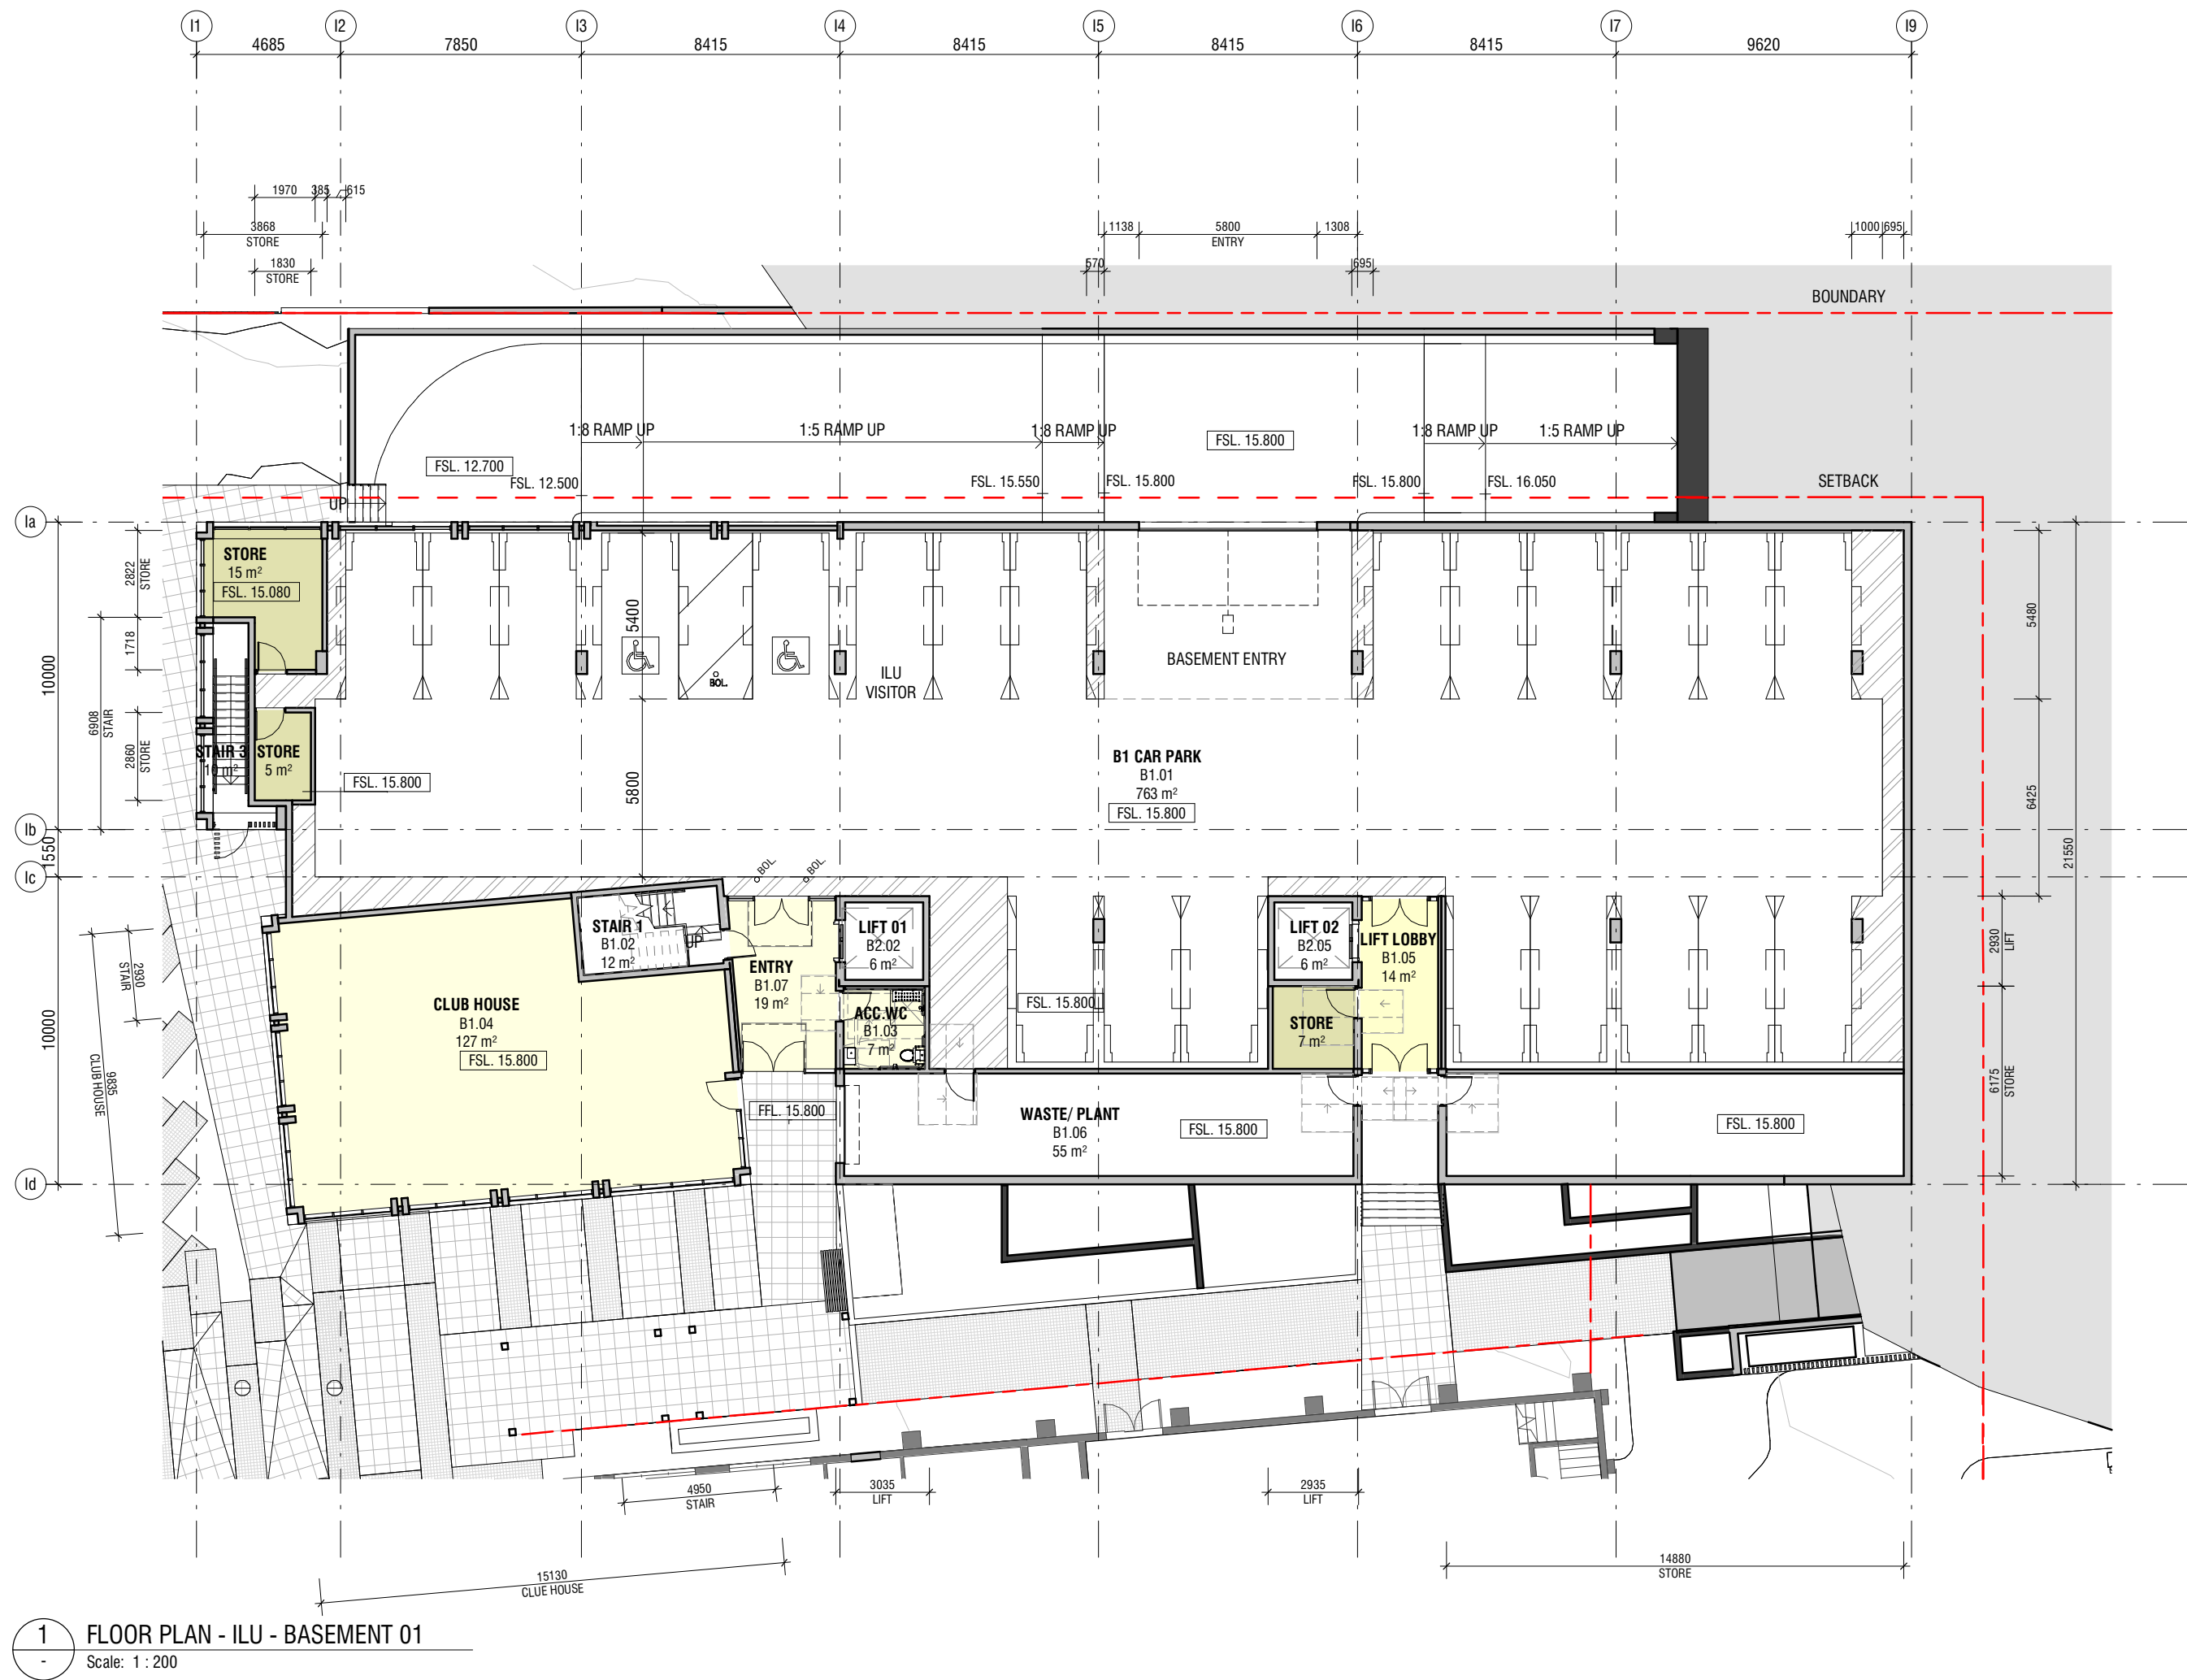 I1
I2
I3
I4
I5
I6
I7
I9
4685
7850
8415
8415
8415
8415
9620
1970
385
615
3868
STORE
1830
STORE
1138
5800
ENTRY
1308
1000
695
570
695
BOUNDARY
1:8 RAMP UP
1:5 RAMP UP
1:8 RAMP UP
FSL. 15.800
1:8 RAMP UP
1:5 RAMP UP
FSL. 12.700
FSL. 12.500
FSL. 15.550
FSL. 15.800
FSL. 15.800
FSL. 16.050
SETBACK
UP
Ia
Ib
Ic
Id
10000
1550
10000
2822
STORE
1718
6908
STAIR
2860
STORE
STORE
15 m²
FSL. 15.080
STAIR 3
10 m²
STORE
5 m²
FSL. 15.800
5400
5800
BOL.
ILU
VISITOR
BASEMENT ENTRY
B1 CAR PARK
B1.01
763 m²
FSL. 15.800
5480
6425
21550
2930
LIFT
6175
STORE
BOL.
BOL.
STAIR 1
B1.02
12 m²
UP
ENTRY
B1.07
19 m²
LIFT 01
B2.02
6 m²
ACC.WC
B1.03
7 m²
FSL. 15.800
LIFT 02
B2.05
6 m²
LIFT LOBBY
B1.05
14 m²
STORE
7 m²
CLUB HOUSE
B1.04
127 m²
FSL. 15.800
FFL. 15.800
WASTE/ PLANT
B1.06
55 m²
FSL. 15.800
FSL. 15.800
2930
STAIR
9835
CLUB HOUSE
4950
STAIR
3035
LIFT
2935
LIFT
15130
CLUE HOUSE
14880
STORE
1
-
FLOOR PLAN - ILU - BASEMENT 01
Scale: 1 : 200